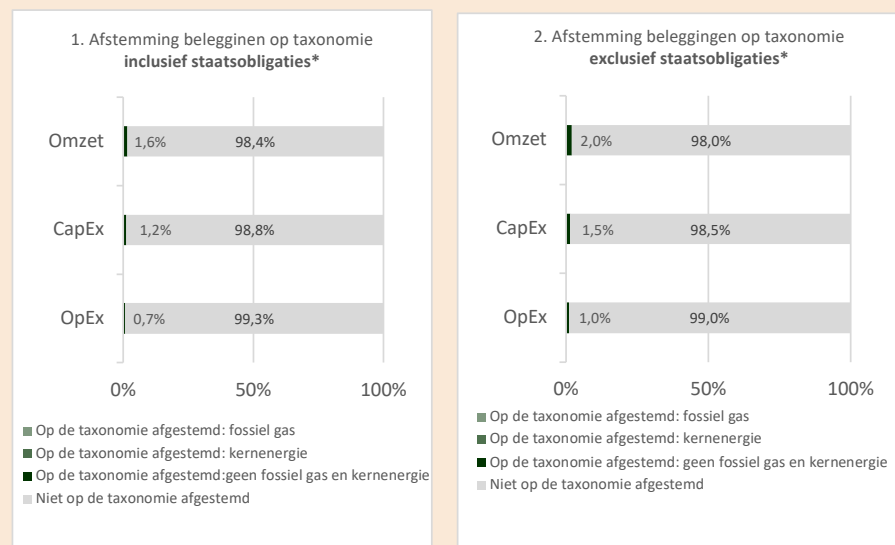 1. Afstemming belegginen op taxonomie
inclusief staatsobligaties*
Omzet 1,6% 98,4%
CapEx 1,2% 98,8%
OpEx 0,7% 99,3%
0% 50% 100%
Op de taxonomie afgestemd: fossiel gas
Op de taxonomie afgestemd: kernenergie
Op de taxonomie afgestemd:geen fossiel gas en kernenergie
Niet op de taxonomie afgestemd
2. Afstemming beleggingen op taxonomie
exclusief staatsobligaties*
Omzet 2,0% 98,0%
CapEx 1,5% 98,5%
OpEx 1,0% 99,0%
0% 50% 100%
Op de taxonomie afgestemd: fossiel gas
Op de taxonomie afgestemd: kernenergie
Op de taxonomie afgestemd: geen fossiel gas en kernenergie
Niet op de taxonomie afgestemd